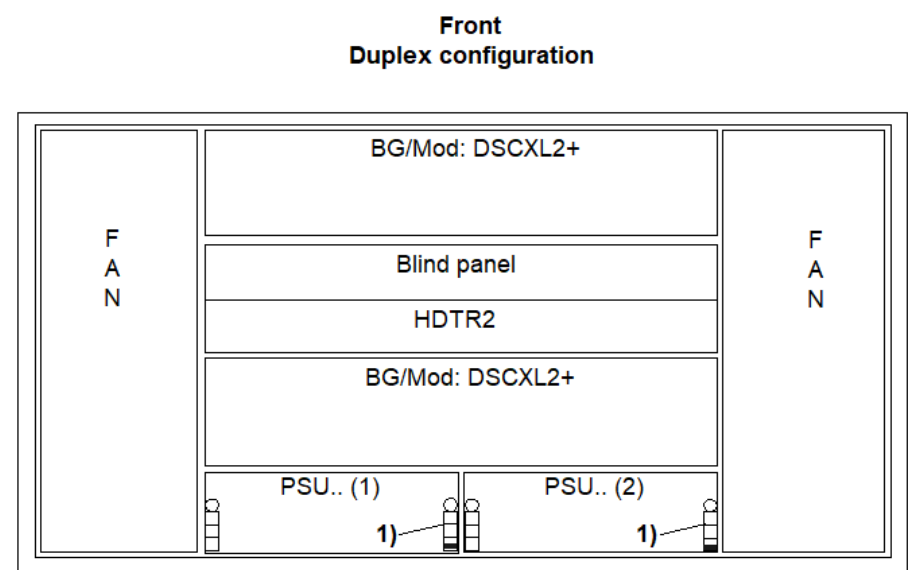 Front
Duplex configuration
BG/Mod: DSCXL2+
F
A
N
Blind panel
F
A
N
HDTR2
BG/Mod: DSCXL2+
PSU.. (1)
PSU.. (2)
1)
1)